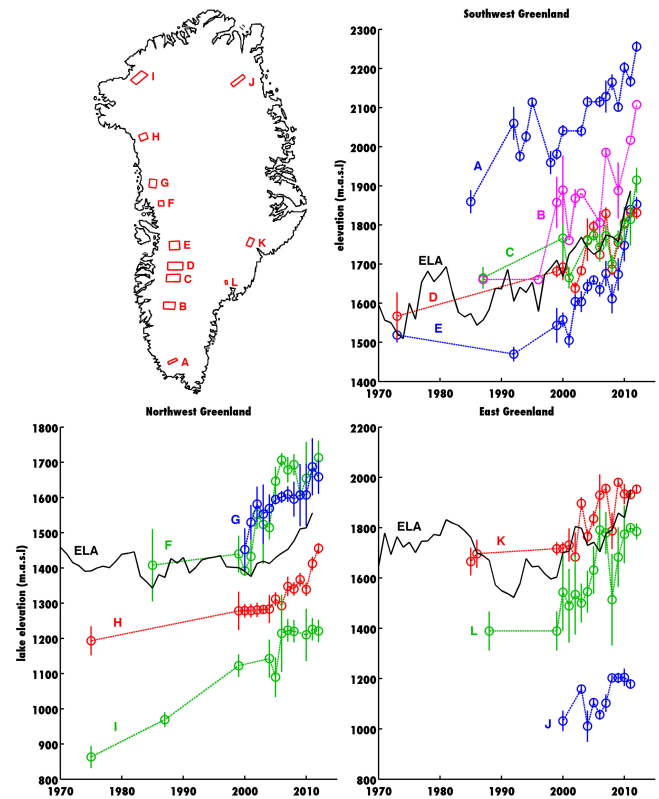 Southwest Greenland
I
J
H
G
F
E
K
D
C
L
B
A
elevation (m.a.s.l)
2300
2200
2100
2000
1900
1800
1700
1600
1500
1400
A
B
C
ELA
D
E
1970
1980
1990
2000
2010
Northwest Greenland
lake elevation (m.a.s.l)
1800
1700
1600
1500
1400
1300
1200
1100
1000
900
800
G
F
ELA
H
I
1970
1980
1990
2000
2010
East Greenland
2200
2000
1800
1600
1400
1200
1000
800
ELA
K
L
J
1970
1980
1990
2000
2010